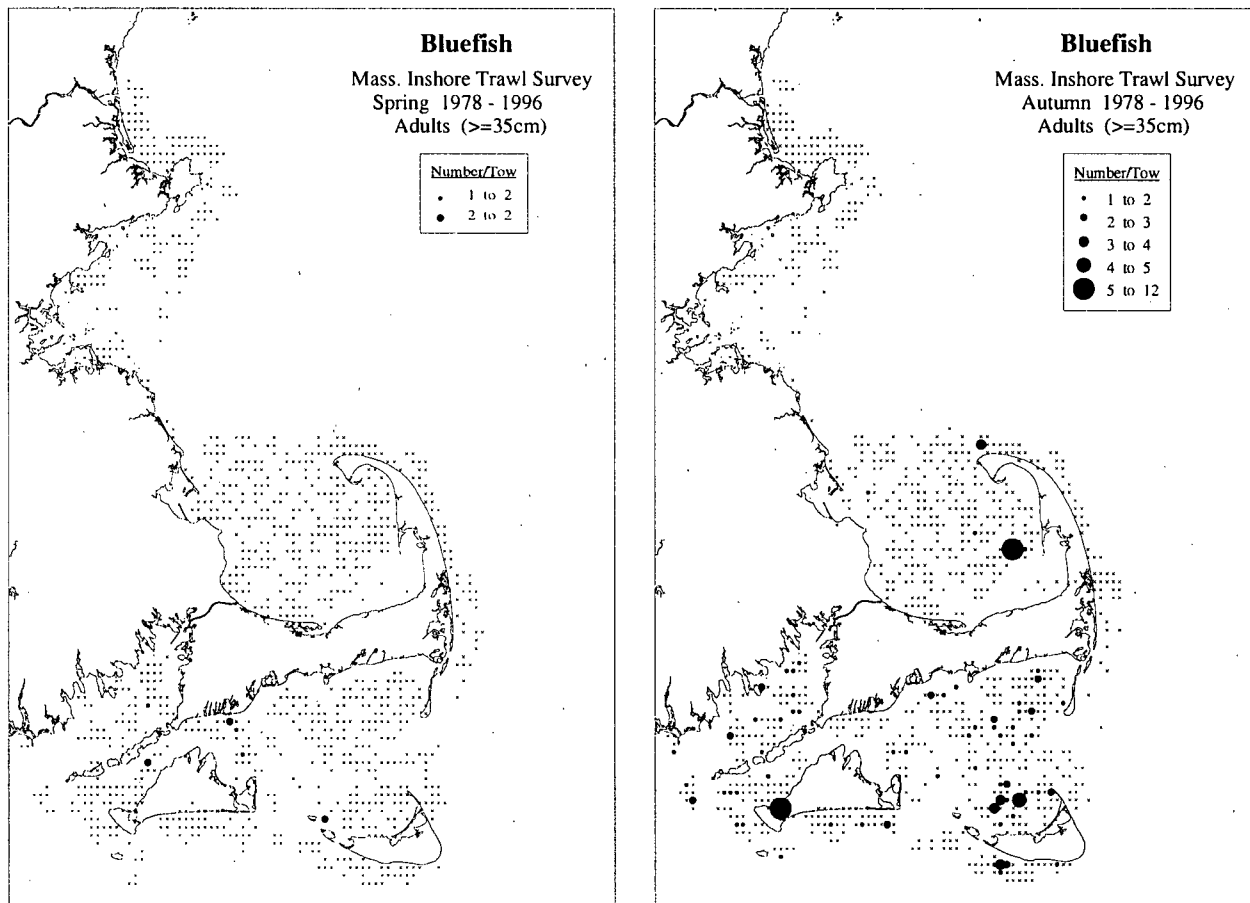 Bluefish
Mass. Inshore Trawl Survey
Spring 1978 - 1996
Adults (>=35cm)
Number/Tow
1 to 2
2 to 2
Bluefish
Mass. Inshore Trawl Survey
Autumn 1978 - 1996
Adults (>=35cm)
Number/Tow
1 to 2
2 to 3
3 to 4
4 to 5
5 to 12